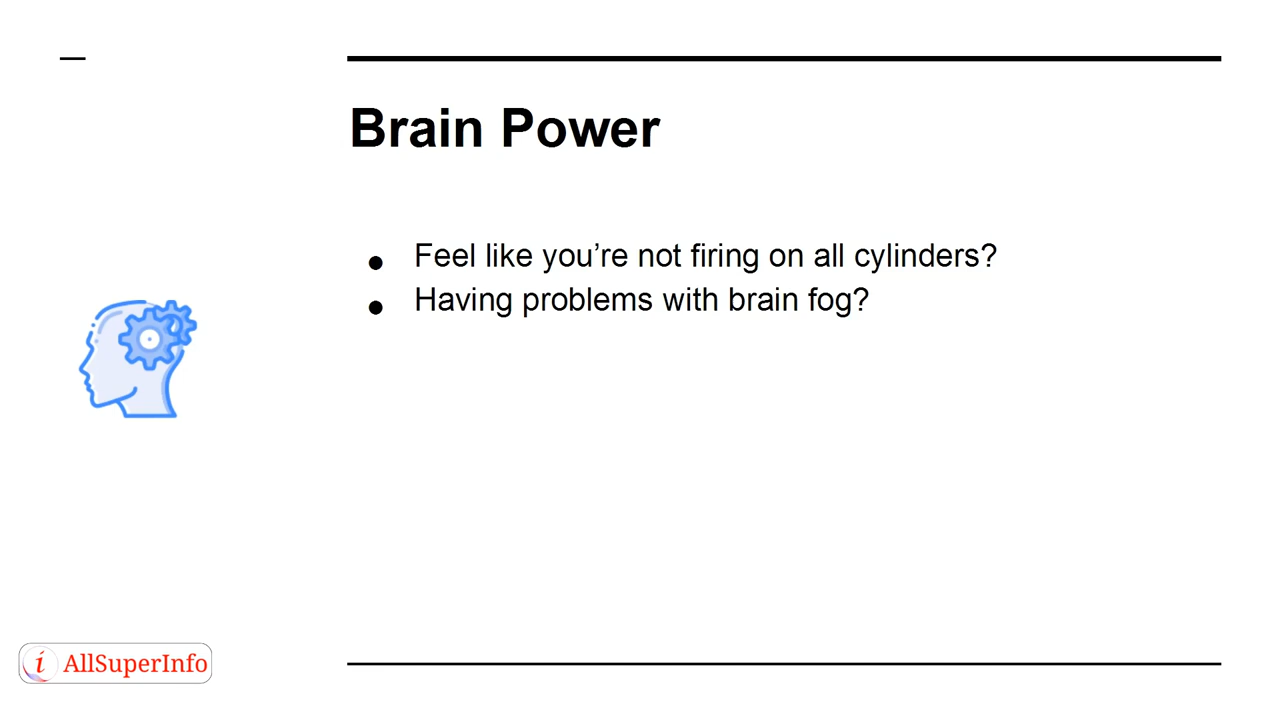 Brain Power
● Feel like you’re not firing on all cylinders?
● Having problems with brain fog?
i AllSuperInfo